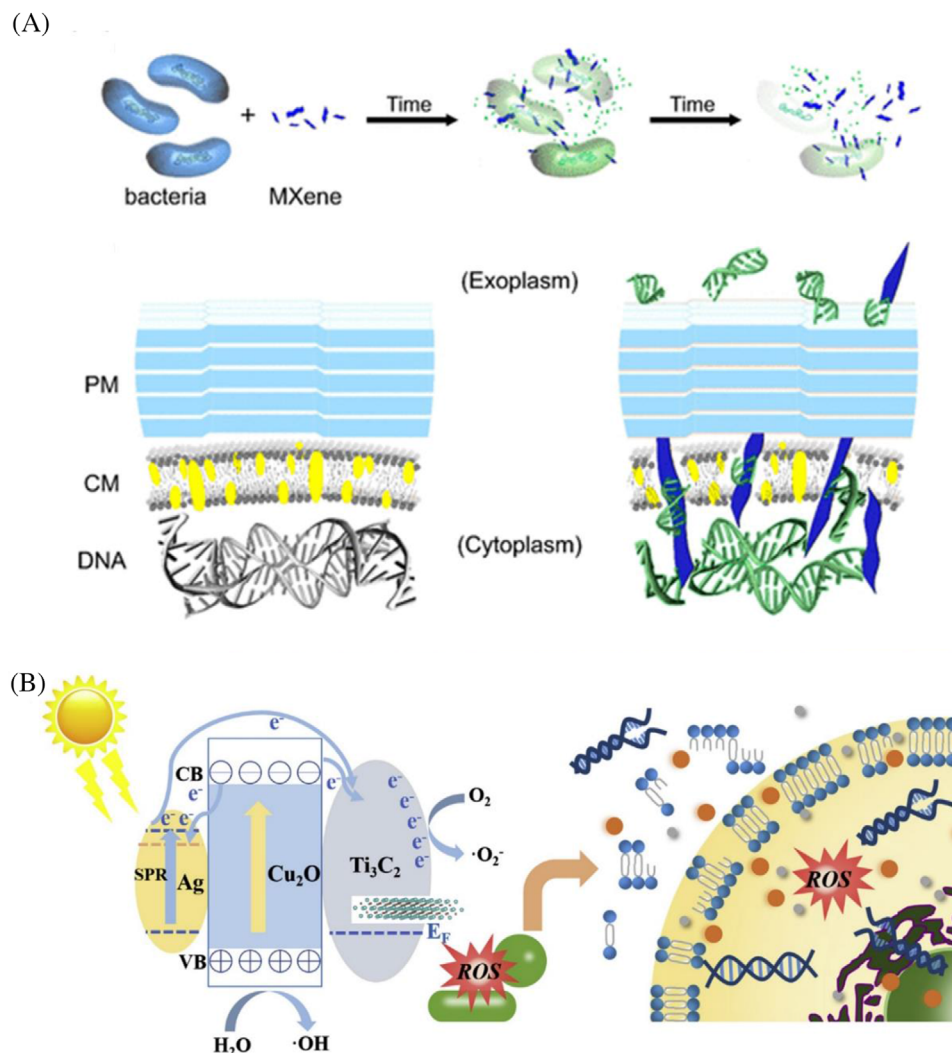 (A)
+
Time
Time
bacteria
MXene
(Exoplasm)
PM
CM
DNA
(Cytoplasm)
(B)
e-
CB
e-
e-
e- e-
e-
e-
e-
e-
e-
O2
·O2-
SPR
Ag
Cu2O
Ti3C2
EF
VB
ROS
ROS
H2O
·OH